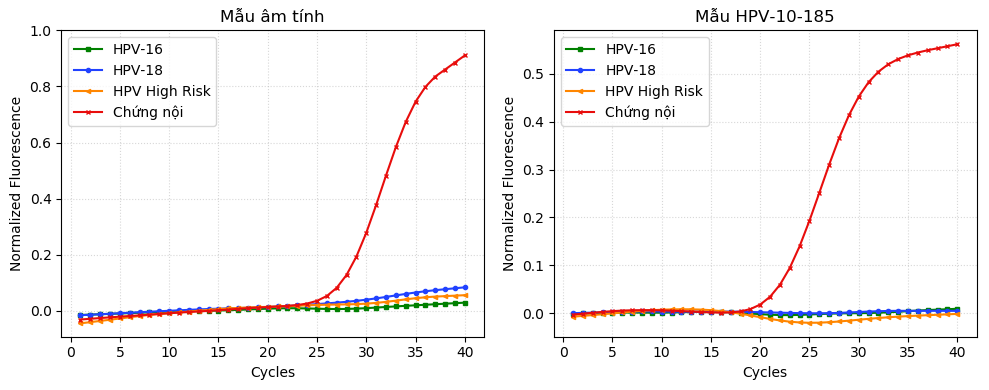 Mẫu âm tính
Normalized Fluorescence
1.0
0.8
0.6
0.4
0.2
0.0
HPV-16
HPV-18
HPV High Risk
Chứng nội
0 5 10 15 20 25 30 35 40
Cycles
Mẫu HPV-10-185
Normalized Fluorescence
0.5
0.4
0.3
0.2
0.1
0.0
HPV-16
HPV-18
HPV High Risk
Chứng nội
0 5 10 15 20 25 30 35 40
Cycles